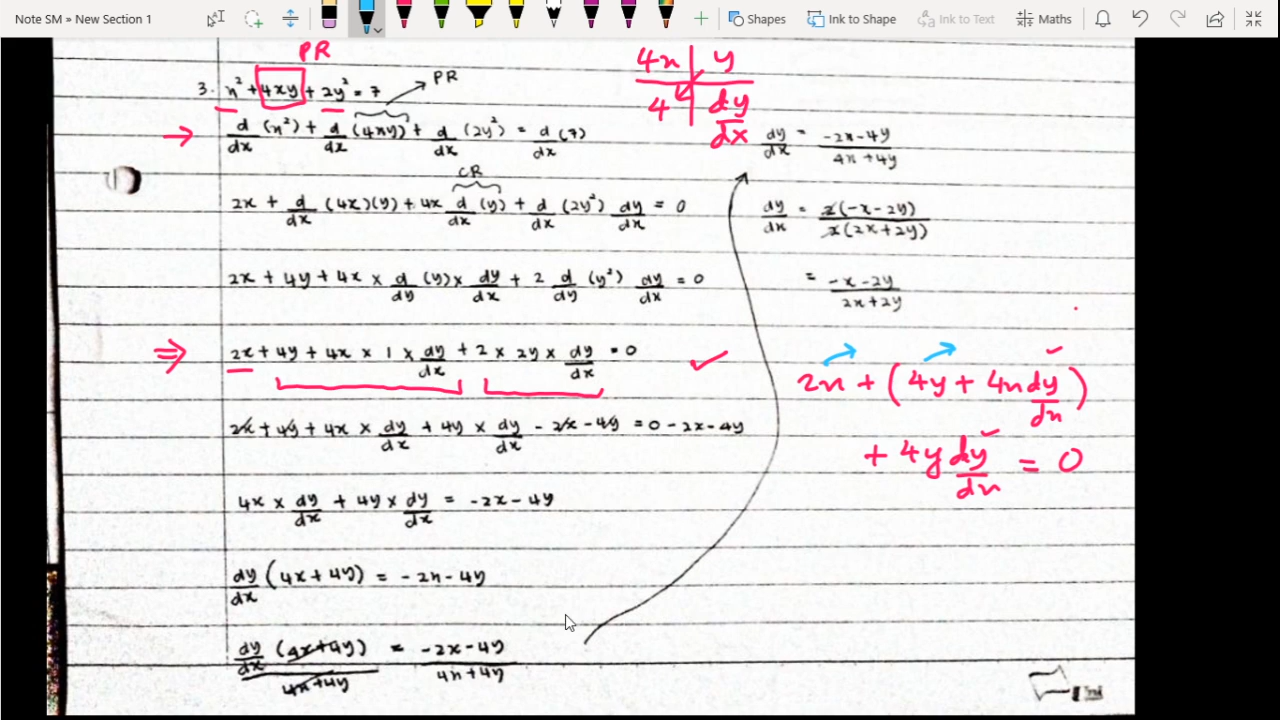 Note SM » New Section 1
Shapes
Ink to Shape
Ink to Text
Maths
PR
3. x² + 4xy + 2y² = 7
PR
d/dx (x²) + d/dx (4xy) + d/dx (2y²) = d/dx (7)
CR
2x + d/dx (4x)(y) + 4x d/dx (y) + d/dx (2y²) dy/dx = 0
2x + 4y + 4x × d/dy (y) × dy/dx + 2 d/dy (y²) dy/dx = 0
2x + 4y + 4x × 1 × dy/dx + 2 × 2y × dy/dx = 0
2x + 4y + 4x × dy/dx + 4y × dy/dx - 2x - 4y = 0 - 2x - 4y
4x × dy/dx + 4y × dy/dx = -2x - 4y
dy/dx (4x + 4y) = -2x - 4y
dy/dx (4x+4y) / 4x+4y = -2x - 4y / 4x + 4y
4x y
4 dy/dx
dy/dx = -2x - 4y / 4x + 4y
dy/dx = 2(-x - 2y) / 2(2x + 2y)
= -x - 2y / 2x + 2y
2x + (4y + 4x dy/dx)
+ 4y dy/dx = 0